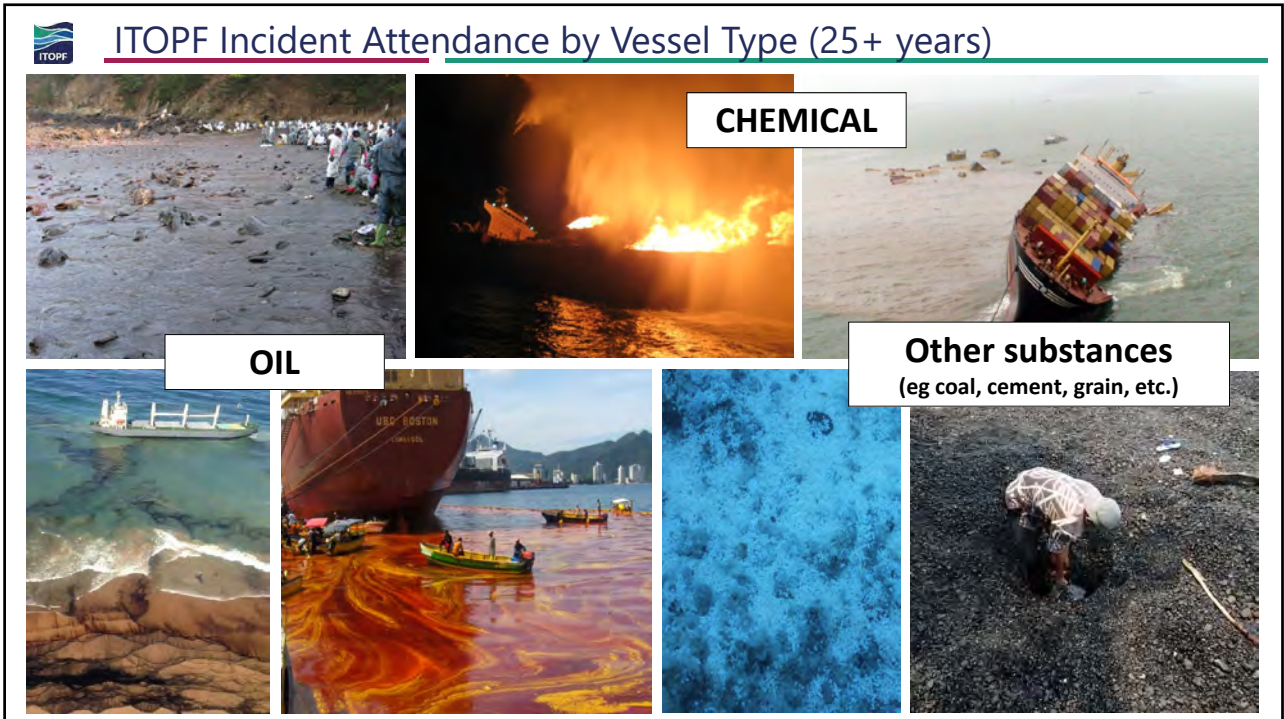 ITOPF
ITOPF Incident Attendance by Vessel Type (25+ years)
CHEMICAL
OIL
Other substances
(eg coal, cement, grain, etc.)
UBC BOSTON
LIMASSOL